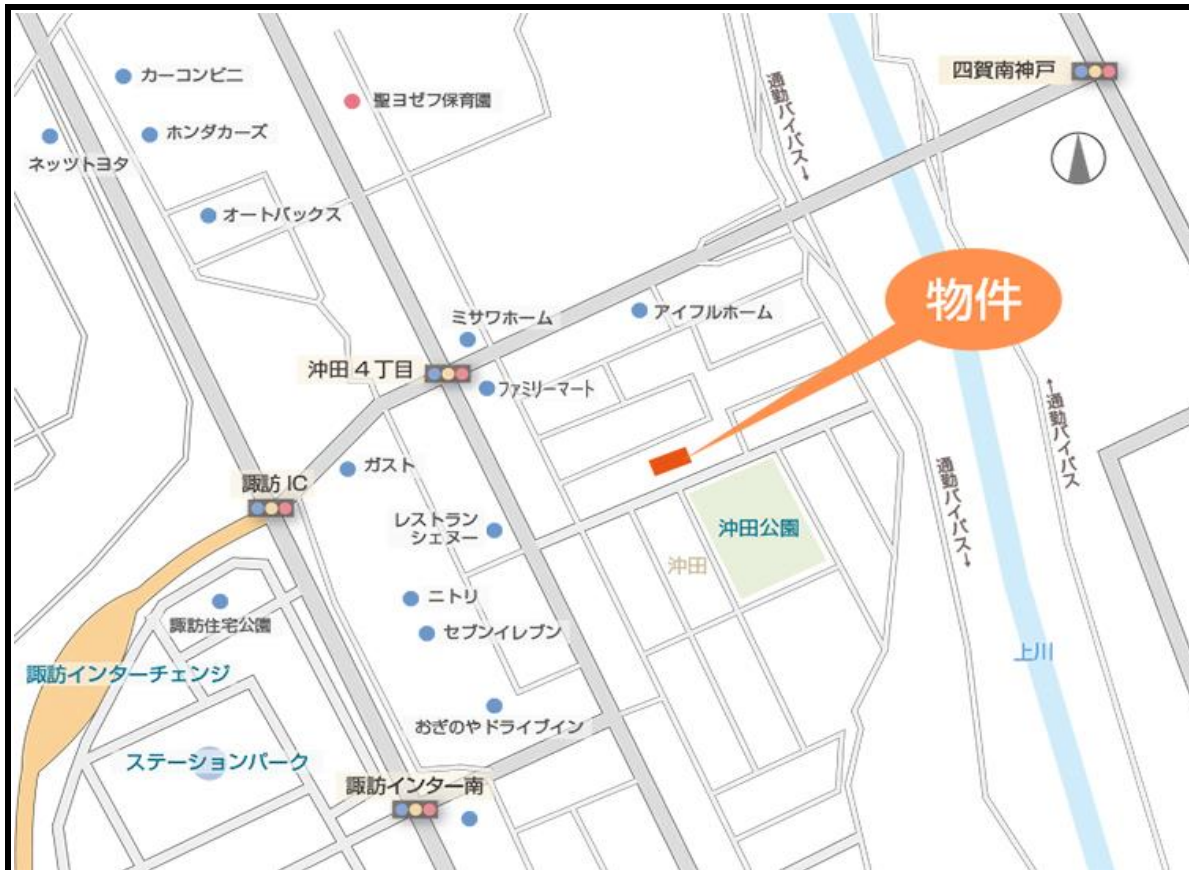 カーコンビニ
ホンダカーズ
ネッツトヨタ
聖ヨゼフ保育園
オートバックス
四賀南神戸
通勤バイパス→
物件
ミサワホーム
アイフルホーム
沖田４丁目
ファミリーマート
ガスト
諏訪 IC
レストラン
シェヌー
沖田公園
沖田
←通勤バイパス
通勤バイパス→
ニトリ
セブンイレブン
諏訪住宅公園
諏訪インターチェンジ
上川
おぎのやドライブイン
ステーションパーク
諏訪インター南